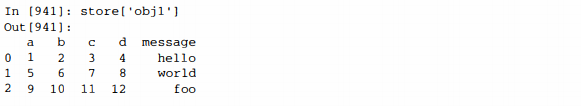 In [941]: store['obj1']
Out[941]:
   a   b   c   d message
0  1   2   3   4   hello
1  5   6   7   8   world
2  9  10  11  12     foo